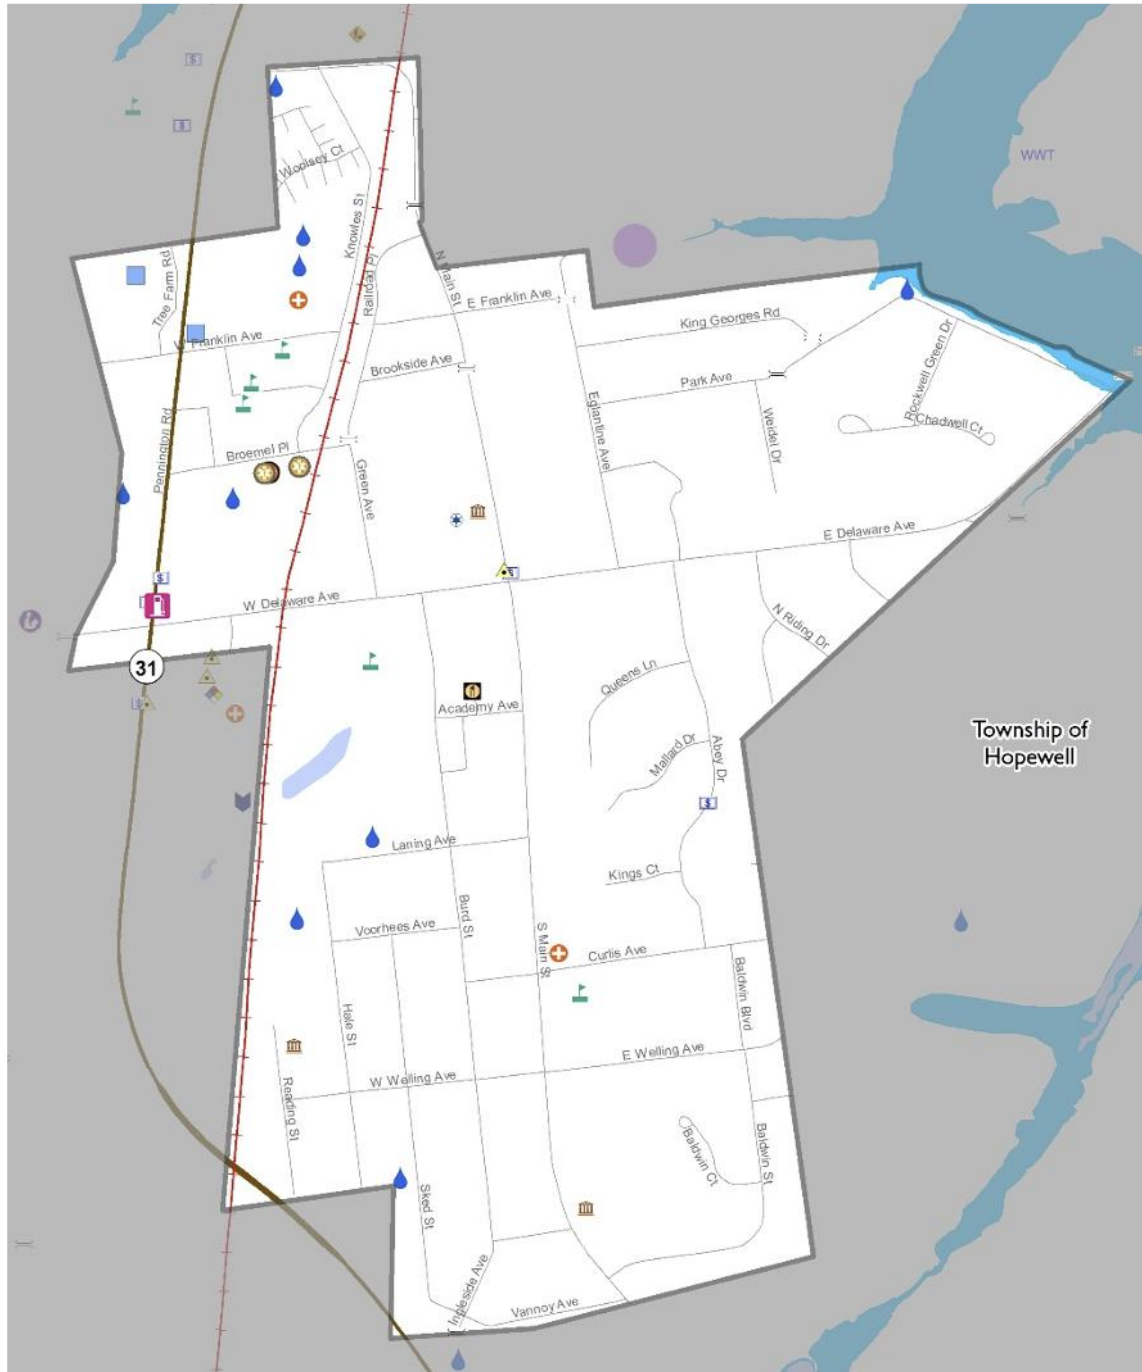 WWT
Woolsey Ct
Knowles St
Railroad Pl
N Main St
Tree Farm Rd
E Franklin Ave
W Franklin Ave
King Georges Rd
Brookside Ave
Park Ave
Rockwell Green Dr
Chadwell Ct
Weidel Dr
Eglantine Ave
Pennington Rd
Broemel Pl
Green Ave
E Delaware Ave
W Delaware Ave
N Riding Dr
31
Queens Ln
Academy Ave
Township of
Hopewell
Mallard Dr
Abey Dr
Laning Ave
Kings Ct
Burd St
Voorhees Ave
S Main St
Curlis Ave
Baldwin Blvd
Hale St
E Welling Ave
W Welling Ave
Reading St
Baldwin Ct
Baldwin St
Sked St
Ingleside Ave
Vannoy Ave